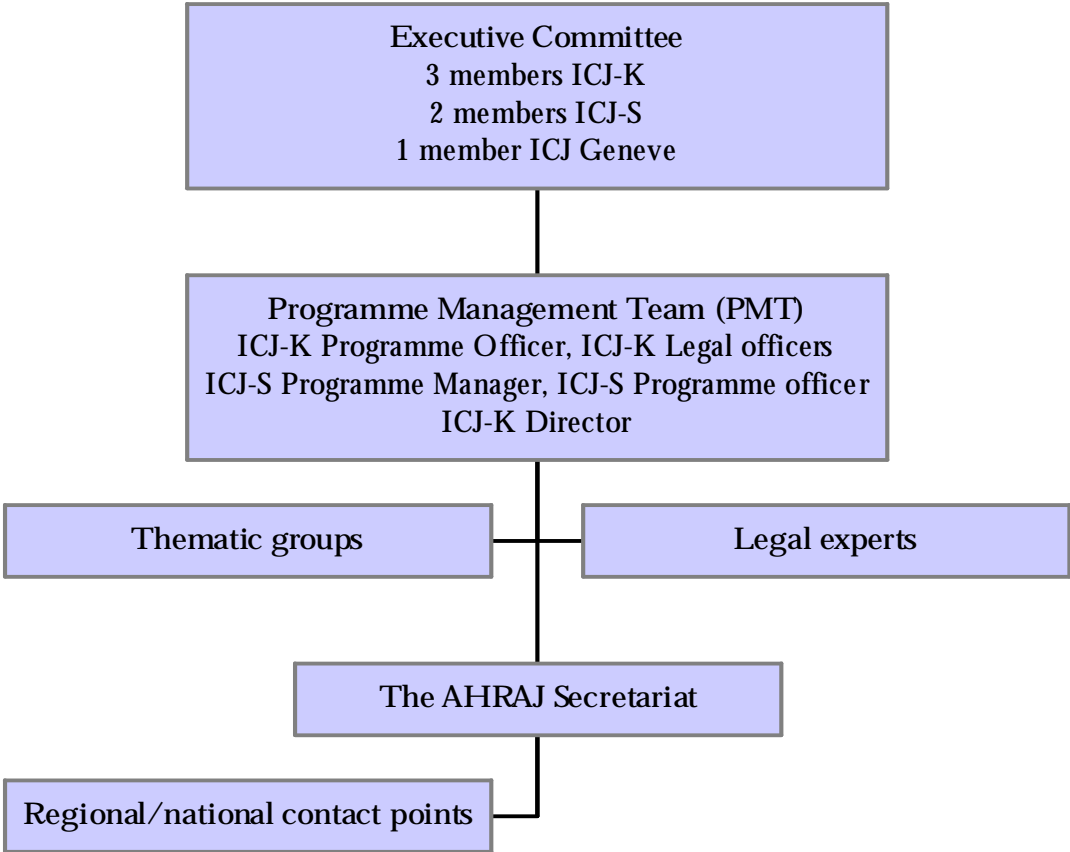 Executive Committee
3 members ICJ-K
2 members ICJ-S
1 member ICJ Geneve
Programme Management Team (PMT)
ICJ-K Programme Officer, ICJ-K Legal officers
ICJ-S Programme Manager, ICJ-S Programme officer
ICJ-K Director
Thematic groups
Legal experts
The AHRAJ Secretariat
Regional/national contact points